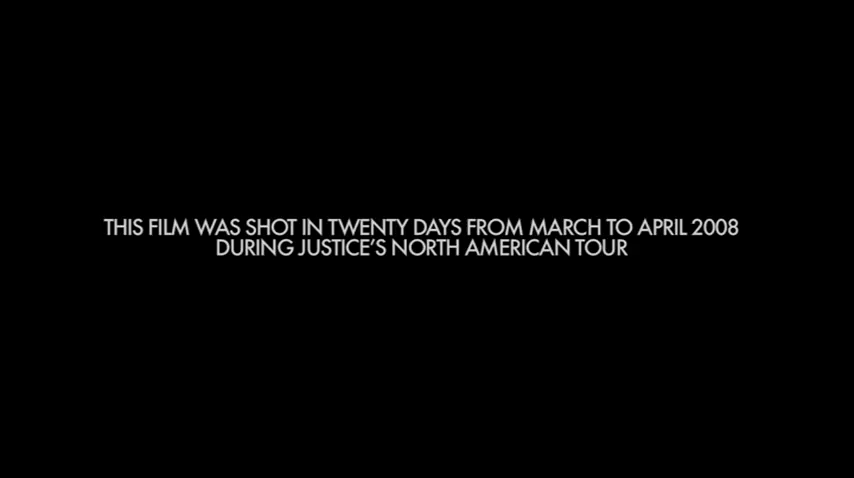 THIS FILM WAS SHOT IN TWENTY DAYS FROM MARCH TO APRIL 2008
DURING JUSTICE’S NORTH AMERICAN TOUR